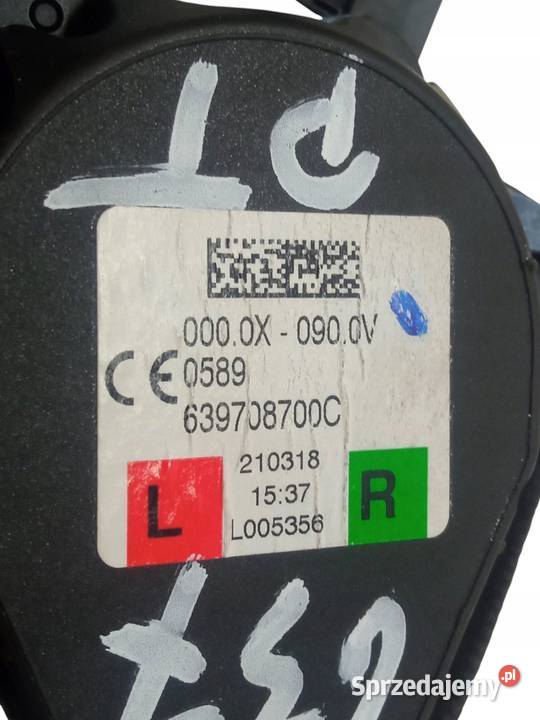 000.0X - 090.0V
CE 0589
639708700C
210318
15:37
L005356
L
R
Sprzedajemy.pl